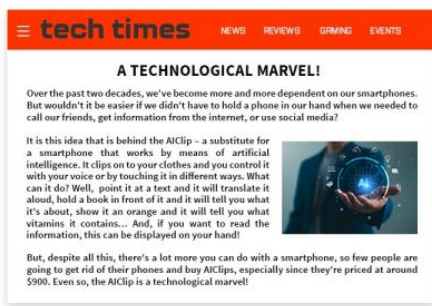 tech times
NEWS REVIEWS GAMING EVENTS
A TECHNOLOGICAL MARVEL!
Over the past two decades, we've become more and more dependent on our smartphones.
But wouldn't it be easier if we didn't have to hold a phone in our hand when we needed to
call our friends, get information from the internet, or use social media?
It is this idea that is behind the AIClip – a substitute for
a smartphone that works by means of artificial
intelligence. It clips on to your clothes and you control it
with your voice or by touching it in different ways. What
can it do? Well, point it at a text and it will translate it
aloud, hold a book in front of it and it will tell you what
it's about, show it an orange and it will tell you what
vitamins it contains... And, if you want to read the
information, this can be displayed on your hand!
AI
But, despite all this, there's a lot more you can do with a smartphone, so few people are
going to get rid of their phones and buy AIClips, especially since they're priced at around
$900. Even so, the AIClip is a technological marvel!